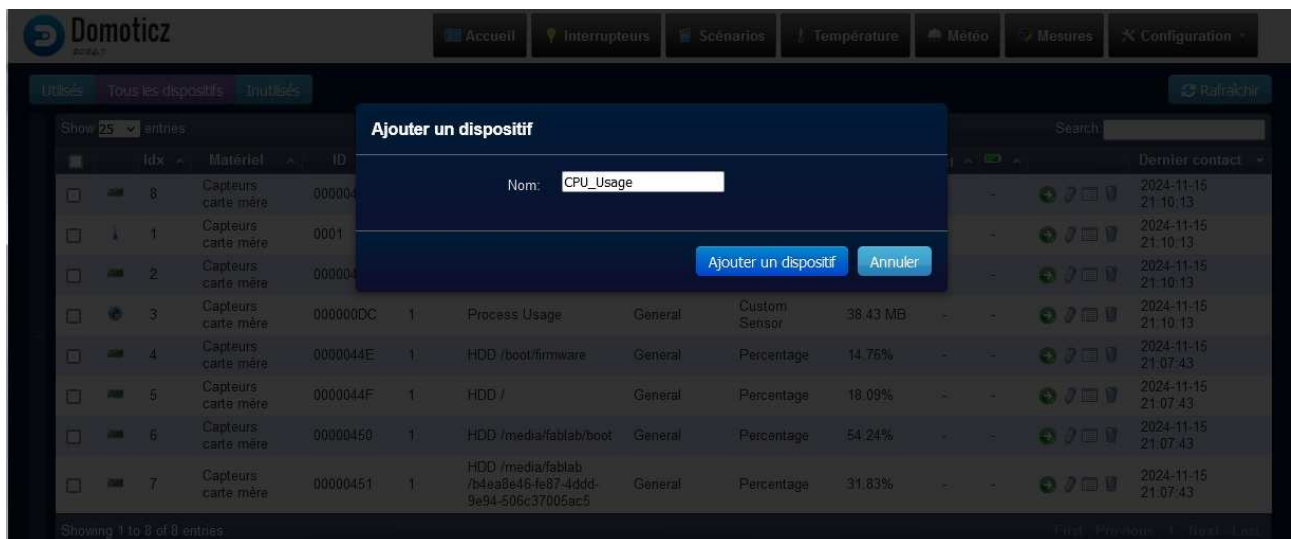 Domoticz
Accueil
Interrupteurs
Scénarios
Température
Météo
Mesures
Configuration
Utilisés
Tous les dispositifs
Inutilisés
Rafraîchir
Show 25 entries
Search:
Ajouter un dispositif
Nom: CPU_Usage
Ajouter un dispositif
Annuler
Idx Matériel ID Dernier contact
8 Capteurs carte mère - 2024-11-15 21:10:13
1 Capteurs carte mère 0001 - 2024-11-15 21:10:13
2 Capteurs carte mère - 2024-11-15 21:10:13
3 Capteurs carte mère 000000DC 1 Process Usage General Custom Sensor 38.43 MB - - 2024-11-15 21:10:13
4 Capteurs carte mère 0000044E 1 HDD /boot/firmware General Percentage 14.76% - - 2024-11-15 21:07:43
5 Capteurs carte mère 0000044F 1 HDD / General Percentage 18.09% - - 2024-11-15 21:07:43
6 Capteurs carte mère 00000450 1 HDD /media/fablab/boot General Percentage 54.24% - - 2024-11-15 21:07:43
7 Capteurs carte mère 00000451 1 HDD /media/fablab /b4ea8e46-fe87-4ddd-9e94-506c37005ac5 General Percentage 31.83% - - 2024-11-15 21:07:43
Showing 1 to 8 of 8 entries
First Previous 1 Next Last